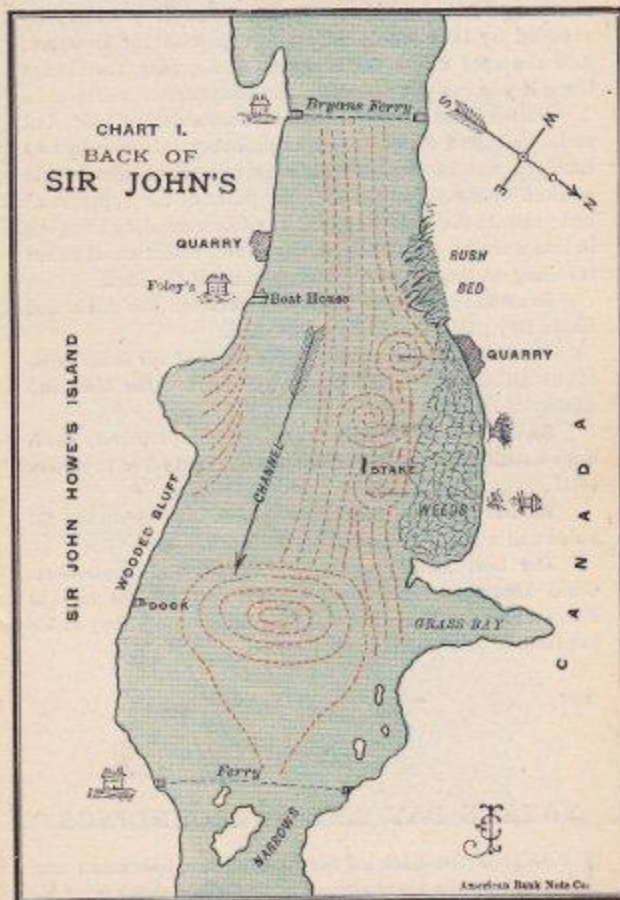 Bryans Ferry
CHART I.
BACK OF
SIR JOHN'S
S
W
E
N
QUARRY
RUSH
BED
Foley's
Boat House
QUARRY
SIR JOHN HOWE'S ISLAND
CHANNEL
STAKE
WEEDS
WOODED BLUFF
DOCK
GRASS BAY
CANADA
Ferry
NARROWS
American Bank Note Co.